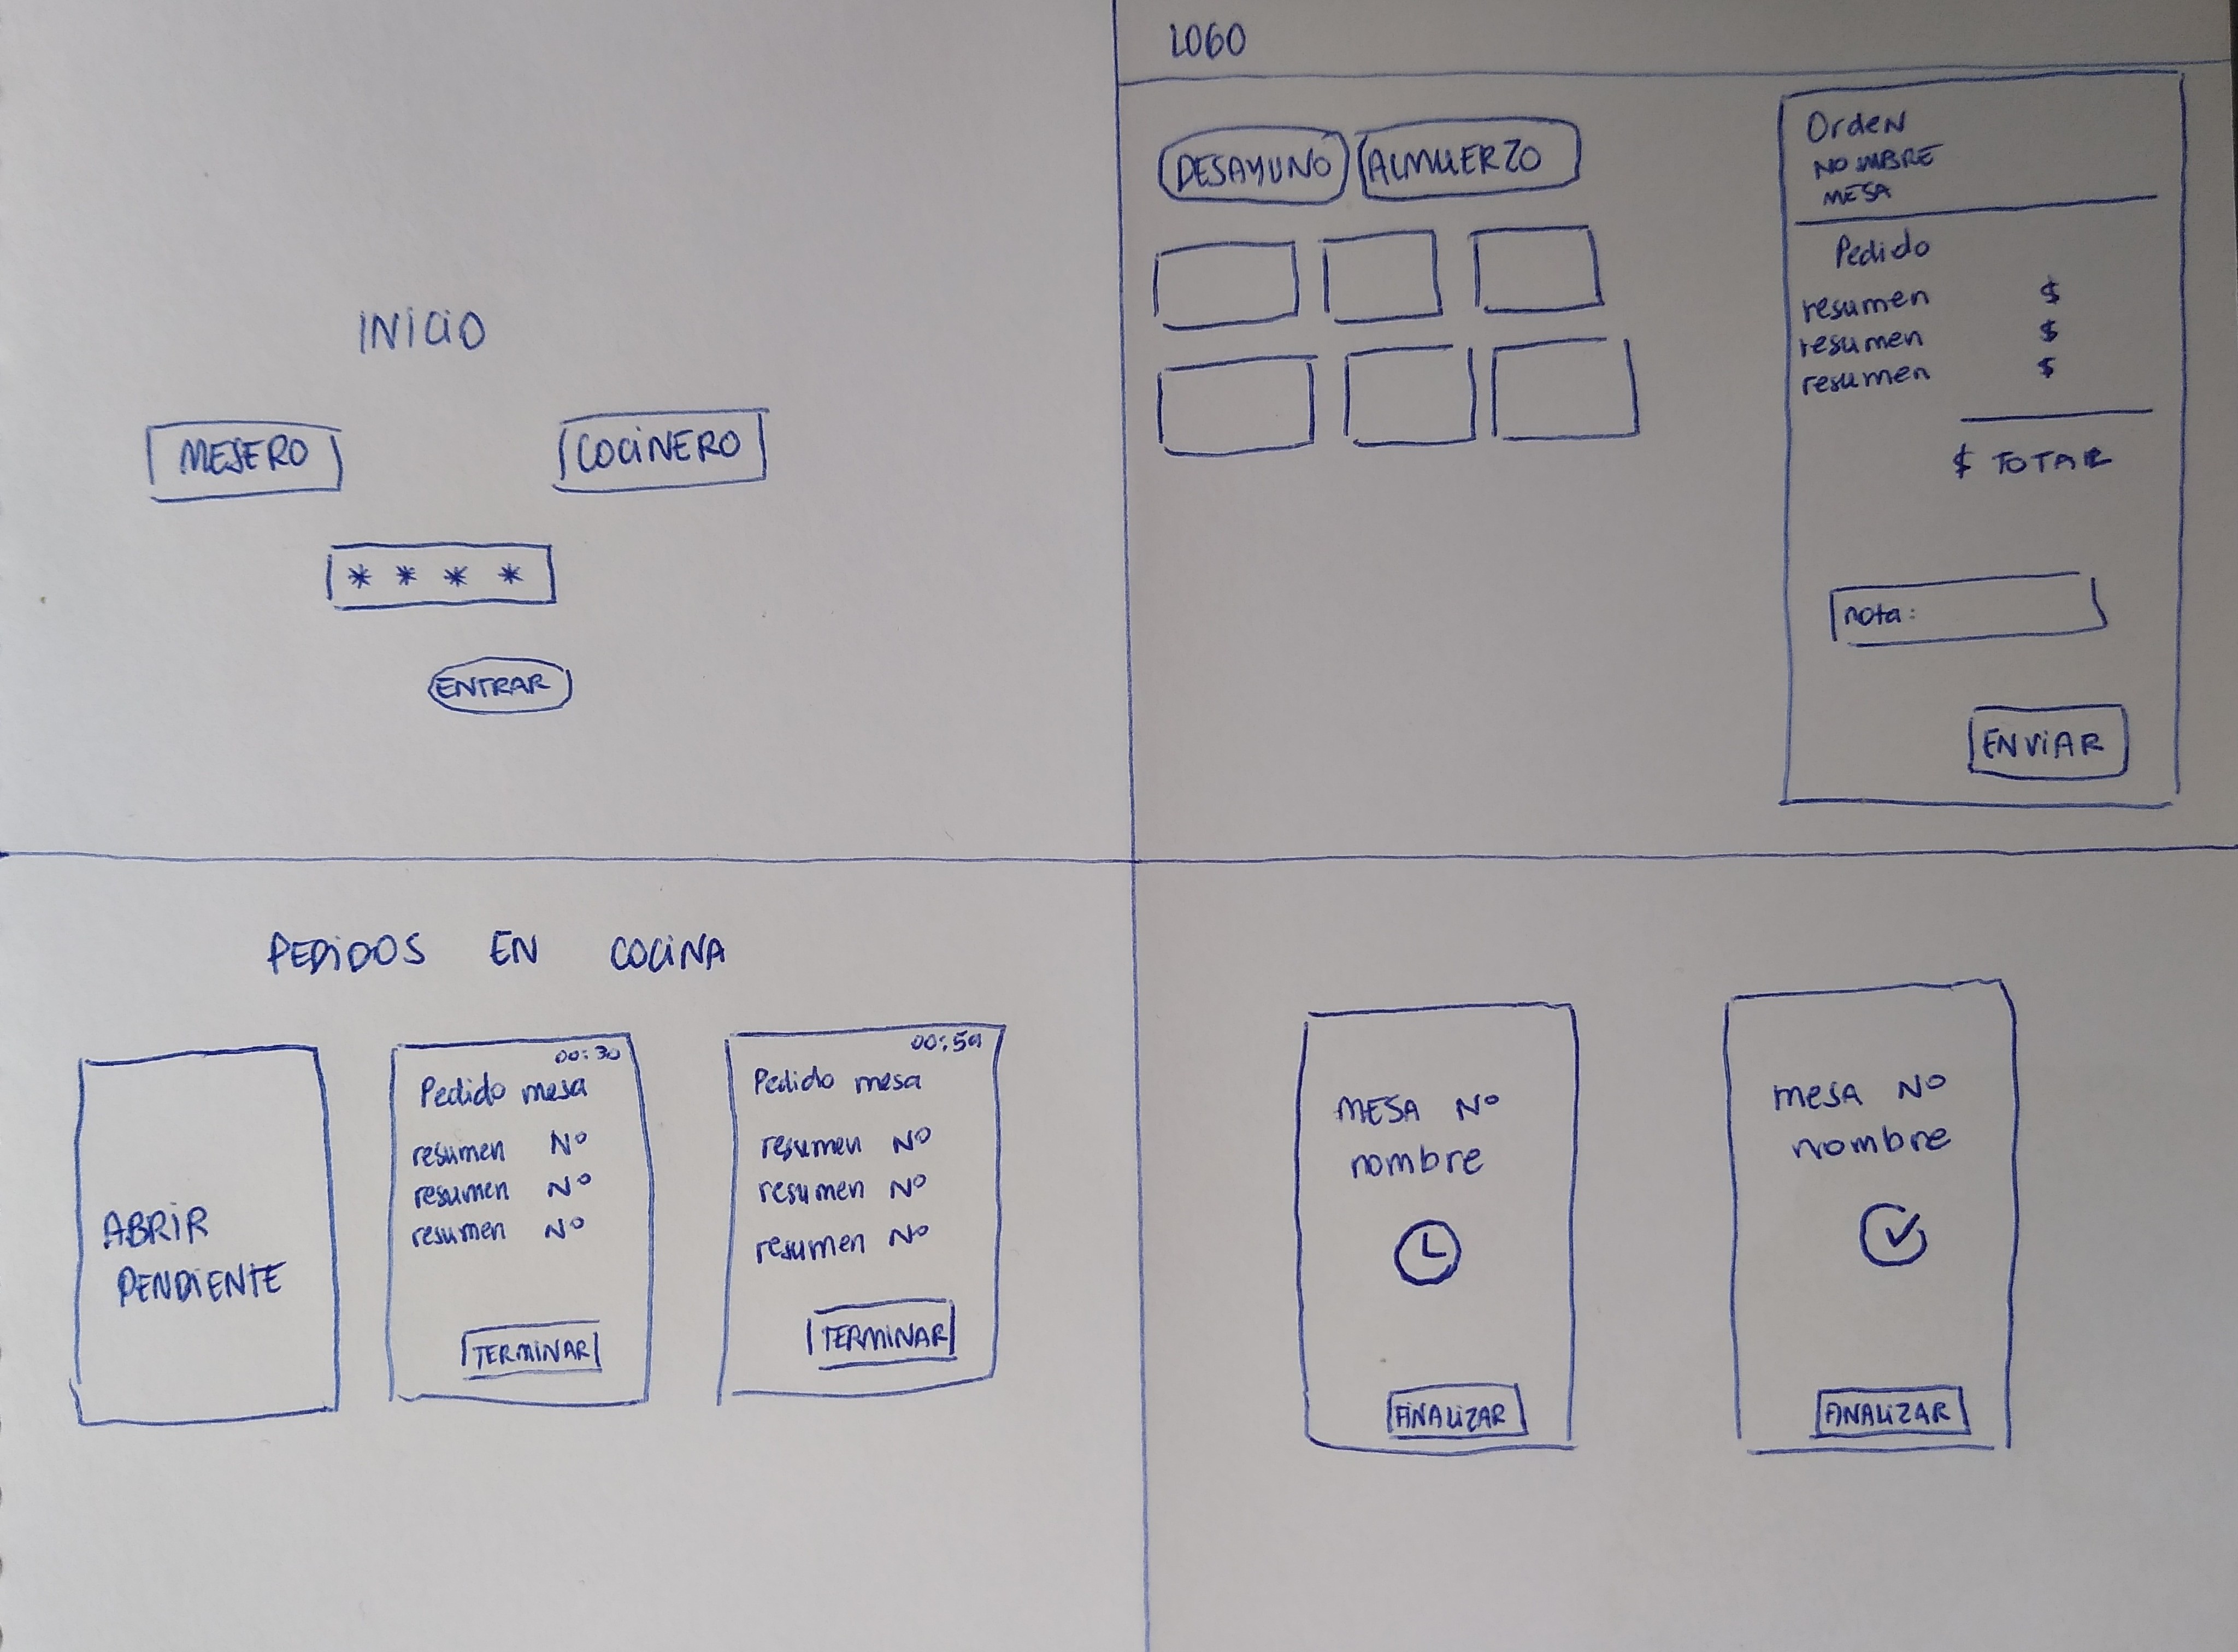 INICIO
MESERO
COCINERO
* * * *
ENTRAR
LOGO
DESAYUNO
ALMUERZO
Orden
NOMBRE
MESA
Pedido
resumen $
resumen $
resumen $
$ TOTAL
nota:
ENVIAR
PEDIDOS EN COCINA
ABRIR
PENDIENTE
00:30
Pedido mesa
resumen Nº
resumen Nº
resumen Nº
TERMINAR
00:59
Pedido mesa
resumen Nº
resumen Nº
resumen Nº
TERMINAR
MESA Nº
nombre
FINALIZAR
mesa Nº
nombre
FINALIZAR